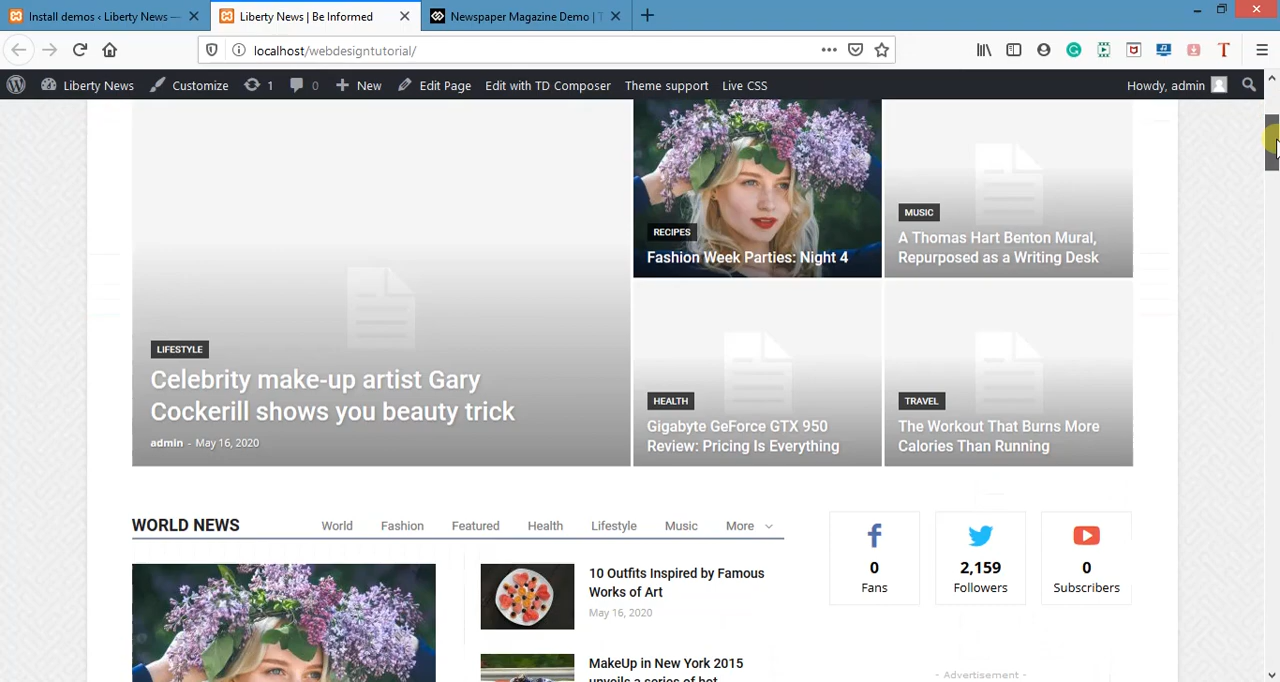 Install demos ‹ Liberty News —
Liberty News | Be Informed
Newspaper Magazine Demo | T
localhost/webdesigntutorial/
Liberty News
Customize
1
0
New
Edit Page
Edit with TD Composer
Theme support
Live CSS
Howdy, admin
RECIPES
Fashion Week Parties: Night 4
MUSIC
A Thomas Hart Benton Mural,
Repurposed as a Writing Desk
LIFESTYLE
Celebrity make-up artist Gary
Cockerill shows you beauty trick
admin - May 16, 2020
HEALTH
Gigabyte GeForce GTX 950
Review: Pricing Is Everything
TRAVEL
The Workout That Burns More
Calories Than Running
WORLD NEWS
World
Fashion
Featured
Health
Lifestyle
Music
More
10 Outfits Inspired by Famous
Works of Art
May 16, 2020
MakeUp in New York 2015
unveils a series of hot
0
Fans
2,159
Followers
0
Subscribers
- Advertisement -